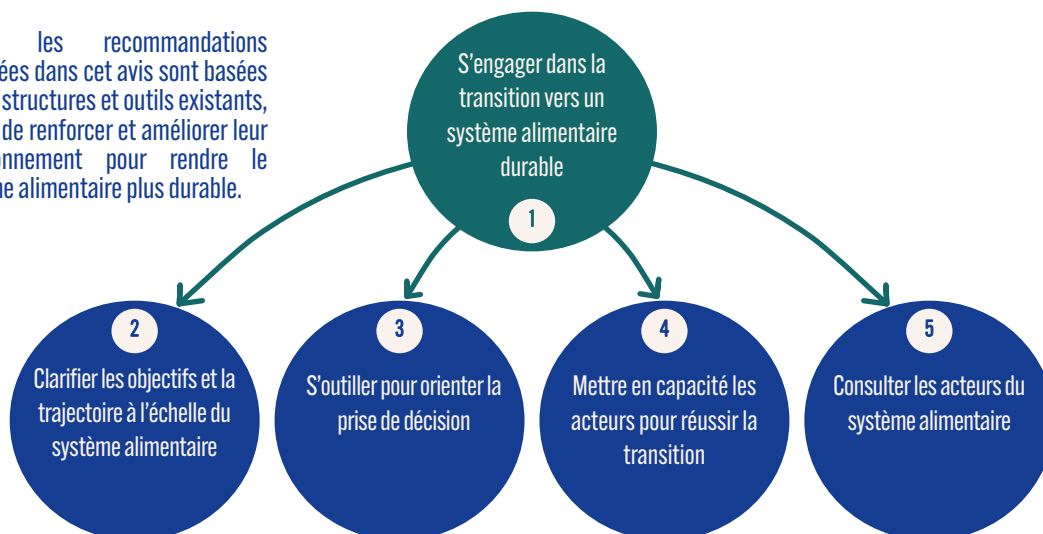 les recommandations
ées dans cet avis sont basées
structures et outils existants,
de renforcer et améliorer leur
onnement pour rendre le
ne alimentaire plus durable.
S'engager dans la
transition vers un
système alimentaire
durable
1
2
Clarifier les objectifs et la
trajectoire à l'échelle du
système alimentaire
3
S'outiller pour orienter la
prise de décision
4
Mettre en capacité les
acteurs pour réussir la
transition
5
Consulter les acteurs du
système alimentaire